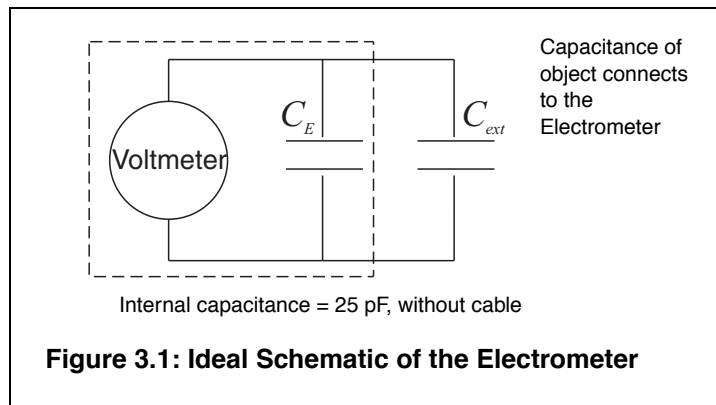 Capacitance of
object connects
to the
Electrometer
Voltmeter
C_E
C_ext
Internal capacitance = 25 pF, without cable
Figure 3.1: Ideal Schematic of the Electrometer